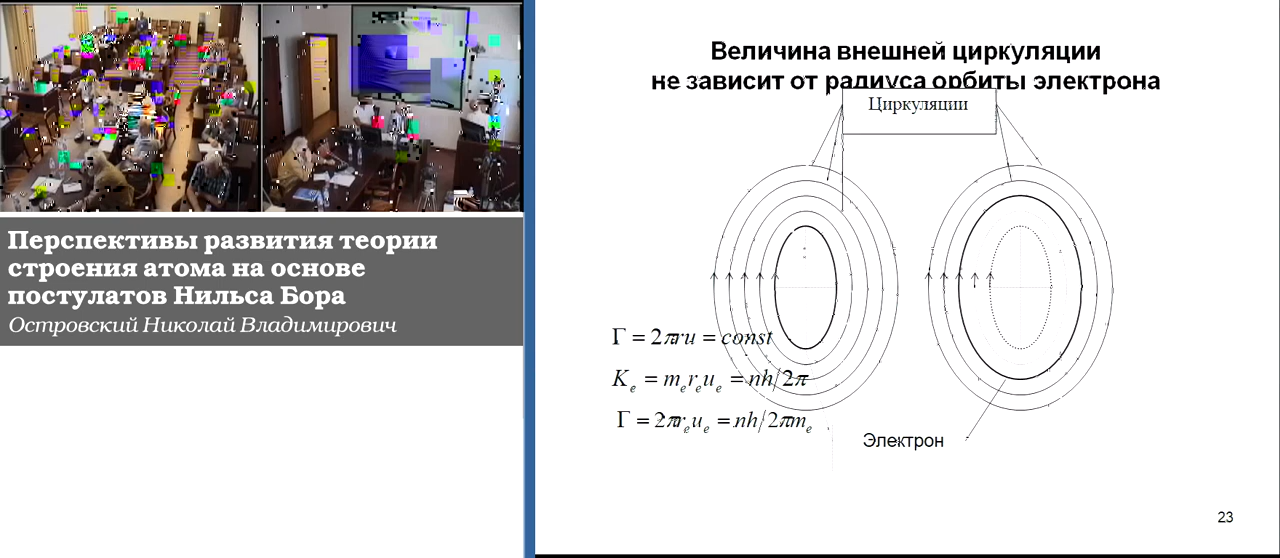 Перспективы развития теории
строения атома на основе
постулатов Нильса Бора
Островский Николай Владимирович
Величина внешней циркуляции
не зависит от радиуса орбиты электрона
Циркуляции
Γ = 2πru = const
Kₑ = mₑrₑuₑ = nh/2π
Γ = 2πrₑuₑ = nh/2πmₑ
Электрон
23